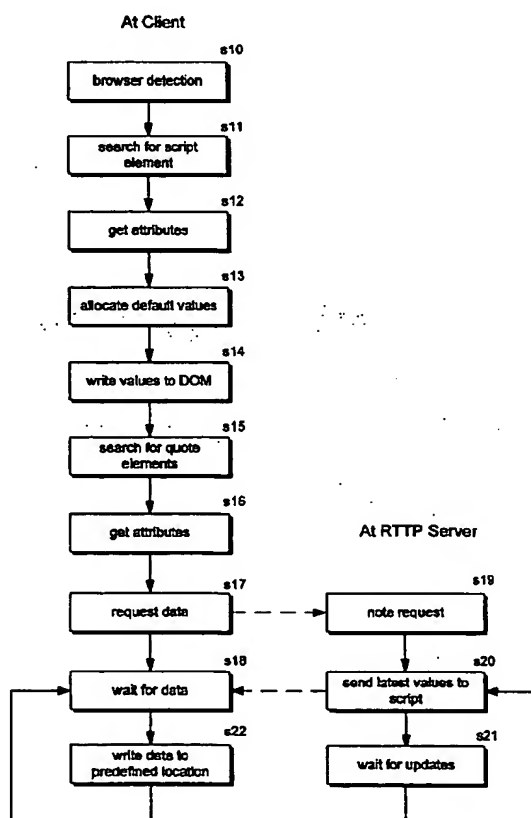 At Client
s10
browser detection
s11
search for script
element
s12
get attributes
s13
allocate default values
s14
write values to DOM
s15
search for quote
elements
s16
get attributes
At RTTP Server
s17
request data
s19
note request
s18
wait for data
s20
send latest values to
script
s22
write data to
predefined location
s21
wait for updates